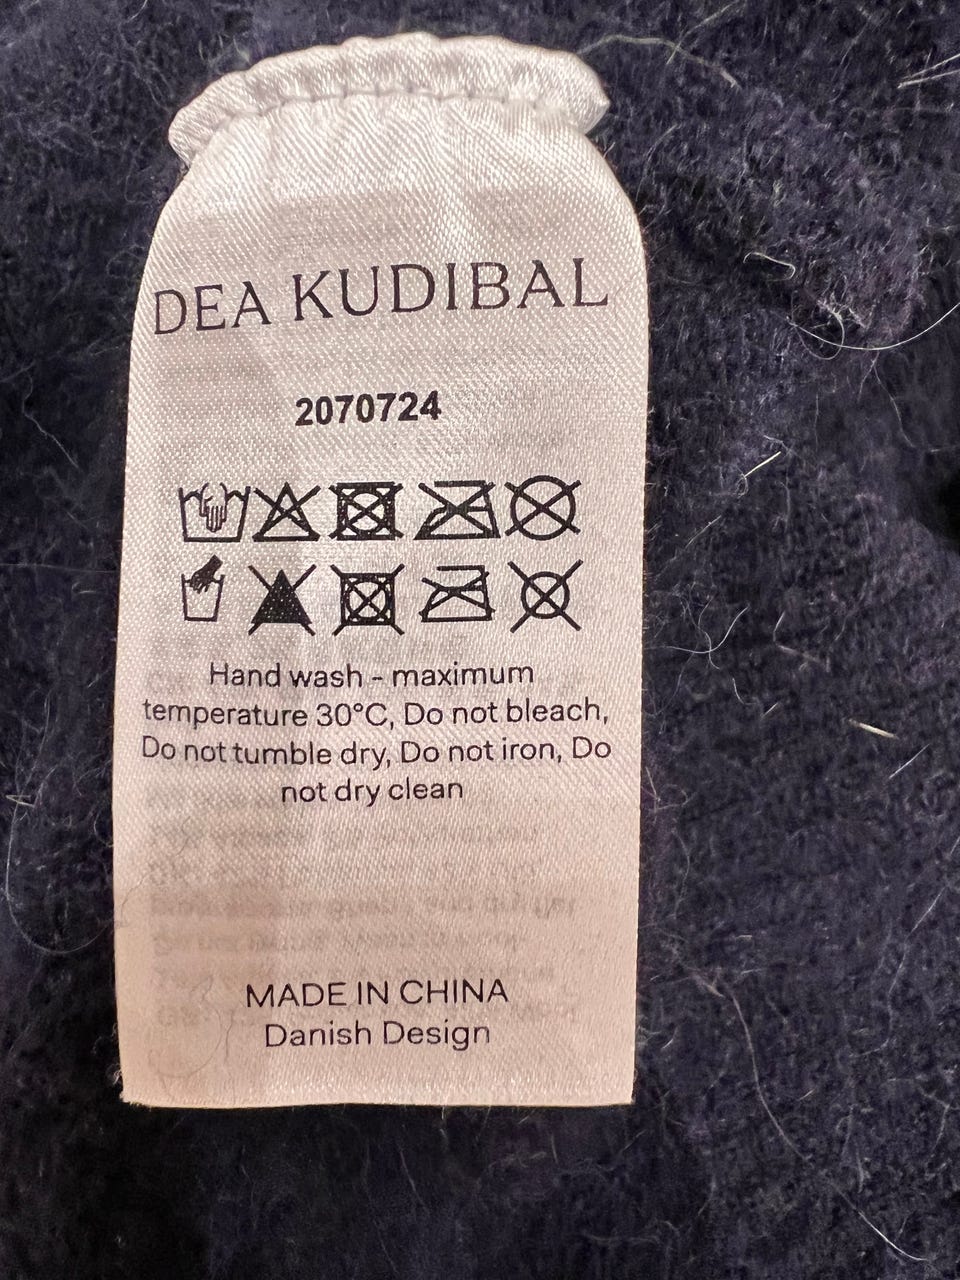 DEA KUDIBAL
2070724
Hand wash - maximum
temperature 30°C, Do not bleach,
Do not tumble dry, Do not iron, Do
not dry clean
MADE IN CHINA
Danish Design